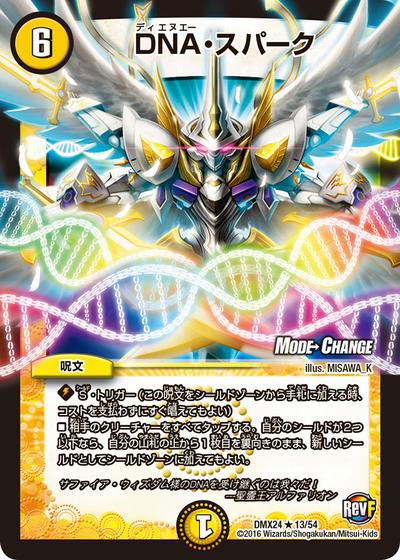 6
ディエヌエー
DNA・スパーク
MODE→CHANGE
呪文
illus. MISAWA_K
S・トリガー(この呪文をシールドゾーンから手札に加える時、
コストを支払わずにすぐ唱えてもよい)
■相手のクリーチャーをすべてタップする。自分のシールドが2つ
以下なら、自分の山札の上から1枚目を裏向きのまま、新しいシー
ルドとしてシールドゾーンに加えてもよい。
サファイア・ウィズダム様のDNAを受け継ぐのは我々だ!
―聖霊王アルファリオン
1
RevF
DMX24 ★ 13/54
©2016 Wizards/Shogakukan/Mitsui-Kids